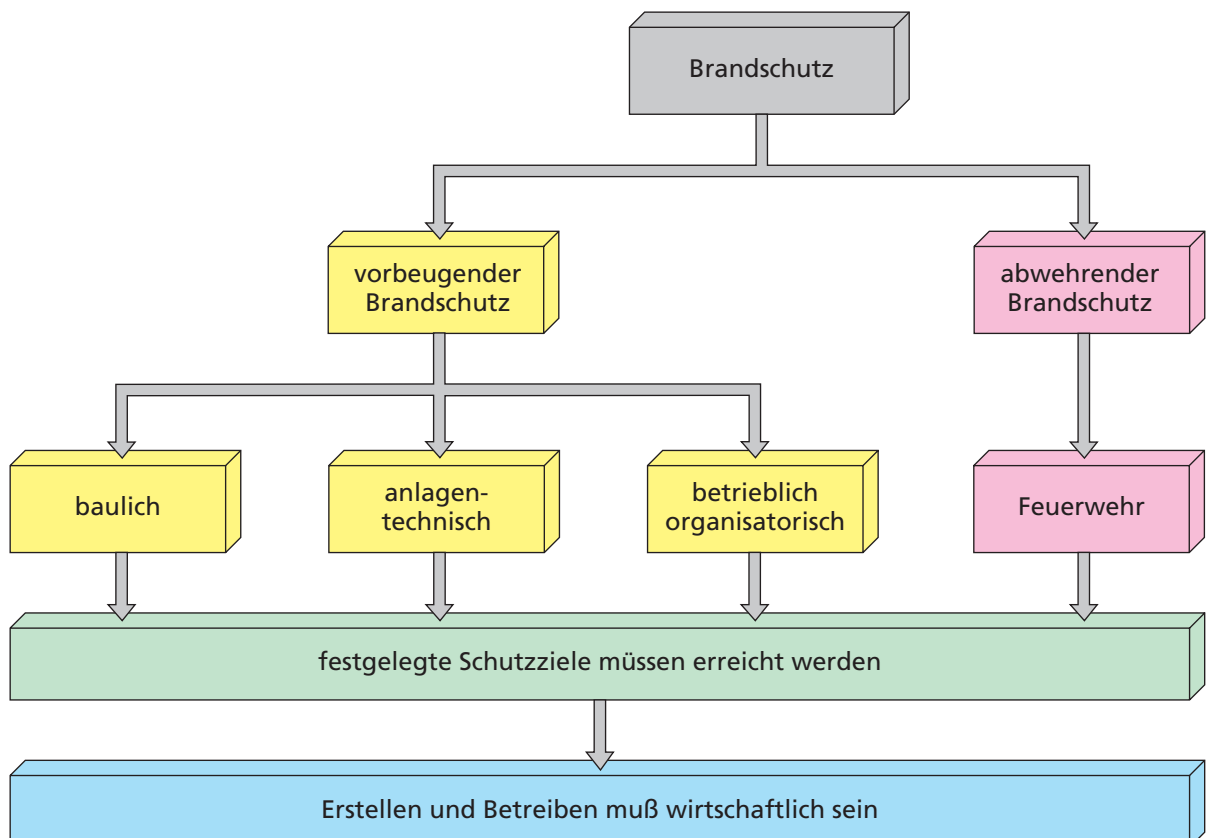 Brandschutz
vorbeugender
Brandschutz
abwehrender
Brandschutz
baulich
anlagen-
technisch
betrieblich
organisatorisch
Feuerwehr
festgelegte Schutzziele müssen erreicht werden
Erstellen und Betreiben muß wirtschaftlich sein